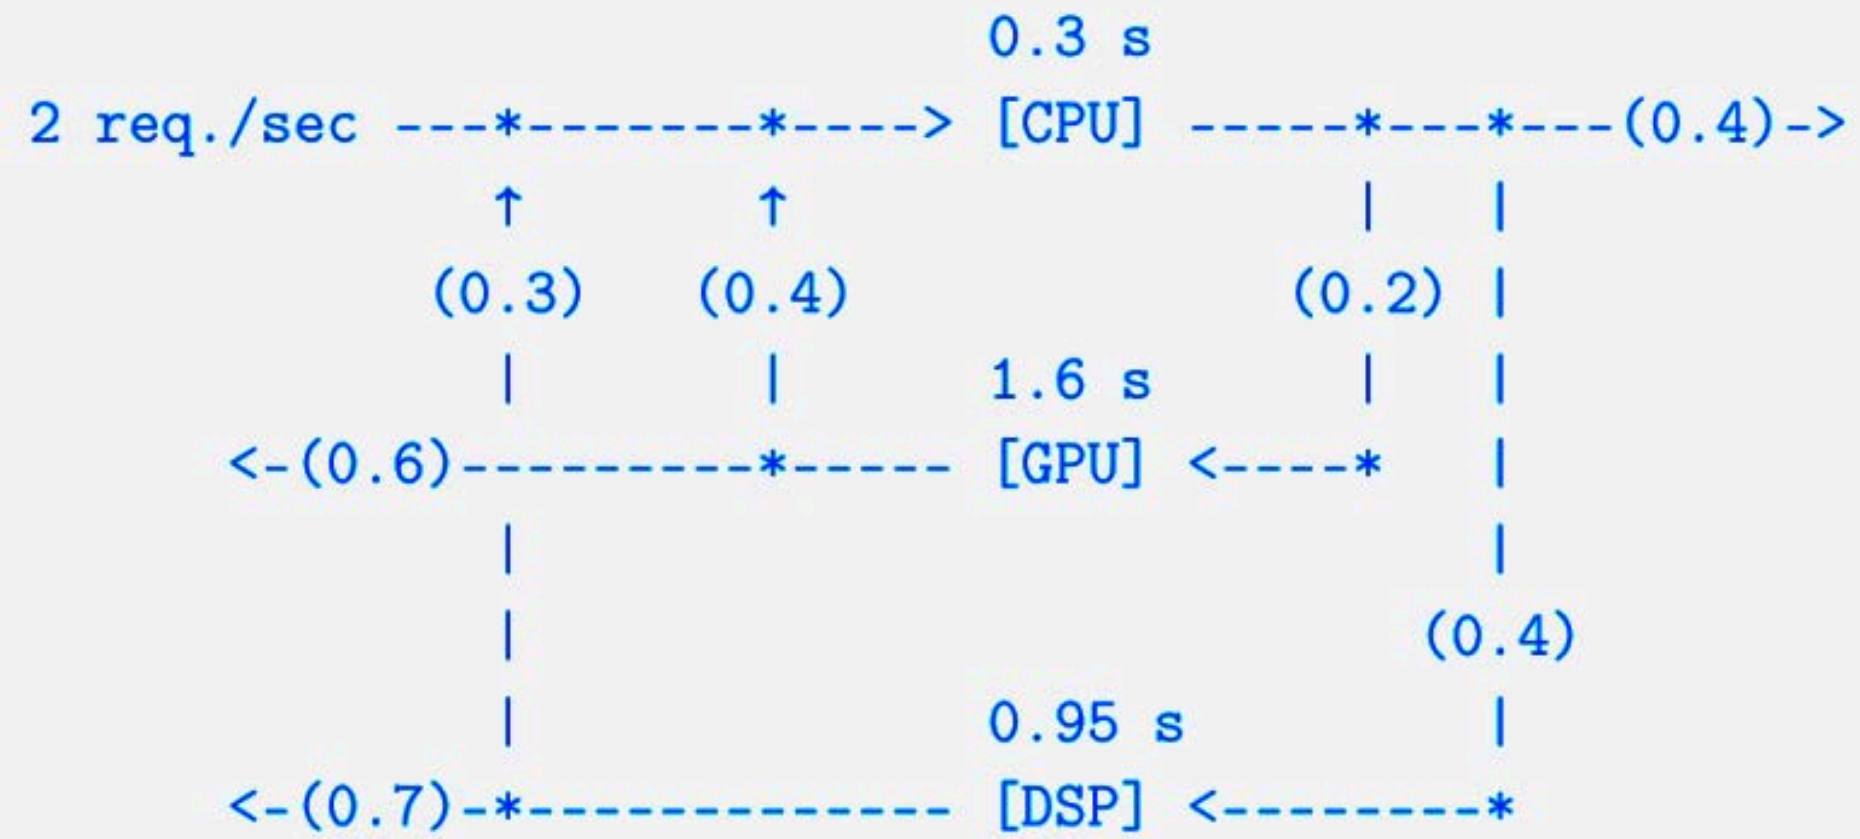 0.3 s
2 req./sec ---*-------*----> [CPU] -----*---*---(0.4)->
↑ ↑ | |
(0.3) (0.4) (0.2) |
| | 1.6 s | |
<-(0.6)---------*----- [GPU] <----* |
| |
| (0.4)
| 0.95 s |
<-(0.7)-*------------- [DSP] <--------*